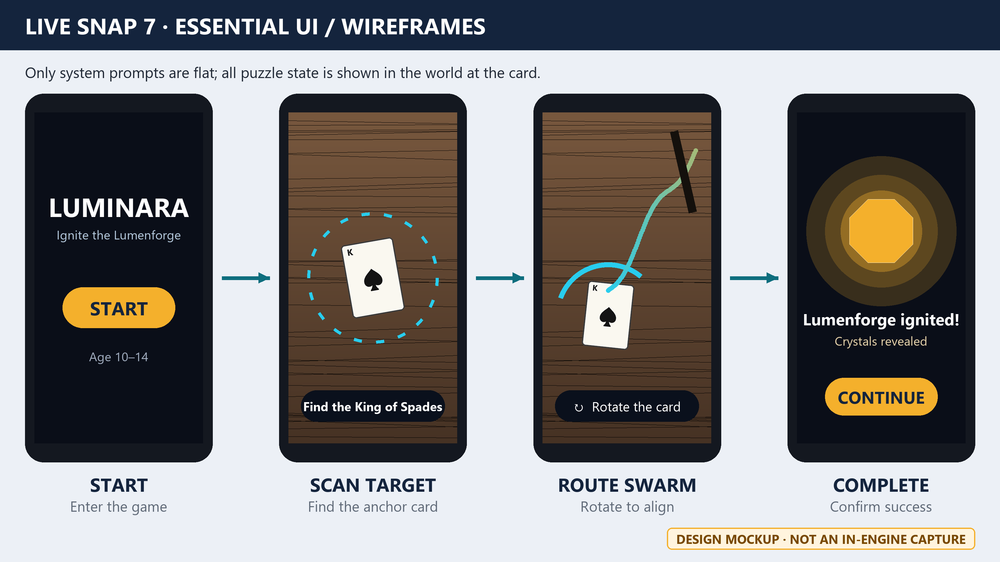 LIVE SNAP 7 · ESSENTIAL UI / WIREFRAMES
Only system prompts are flat; all puzzle state is shown in the world at the card.
LUMINARA
Ignite the Lumenforge
START
Age 10–14
K
Find the King of Spades
K
↻ Rotate the card
Lumenforge ignited!
Crystals revealed
CONTINUE
START
Enter the game
SCAN TARGET
Find the anchor card
ROUTE SWARM
Rotate to align
COMPLETE
Confirm success
DESIGN MOCKUP · NOT AN IN-ENGINE CAPTURE